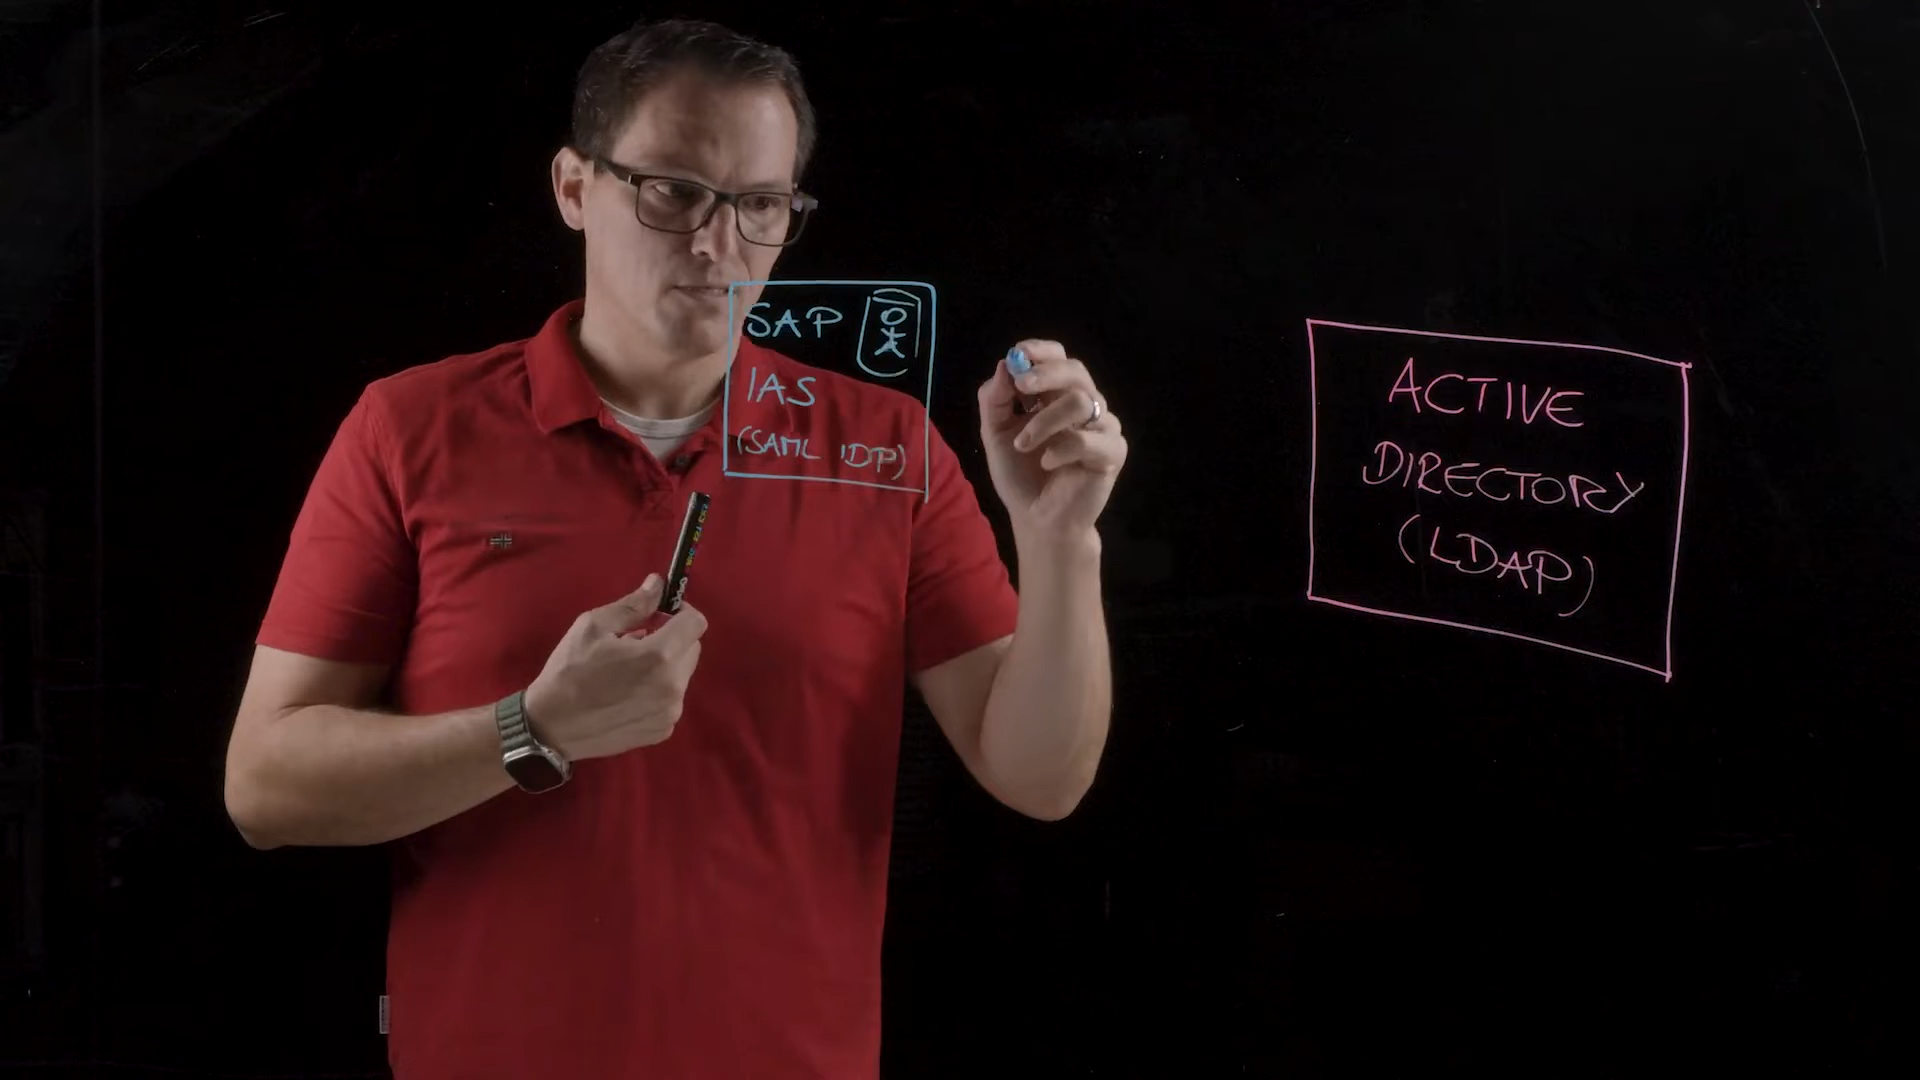 SAP
IAS
(SAML IDP)
ACTIVE
DIRECTORY
(LDAP)